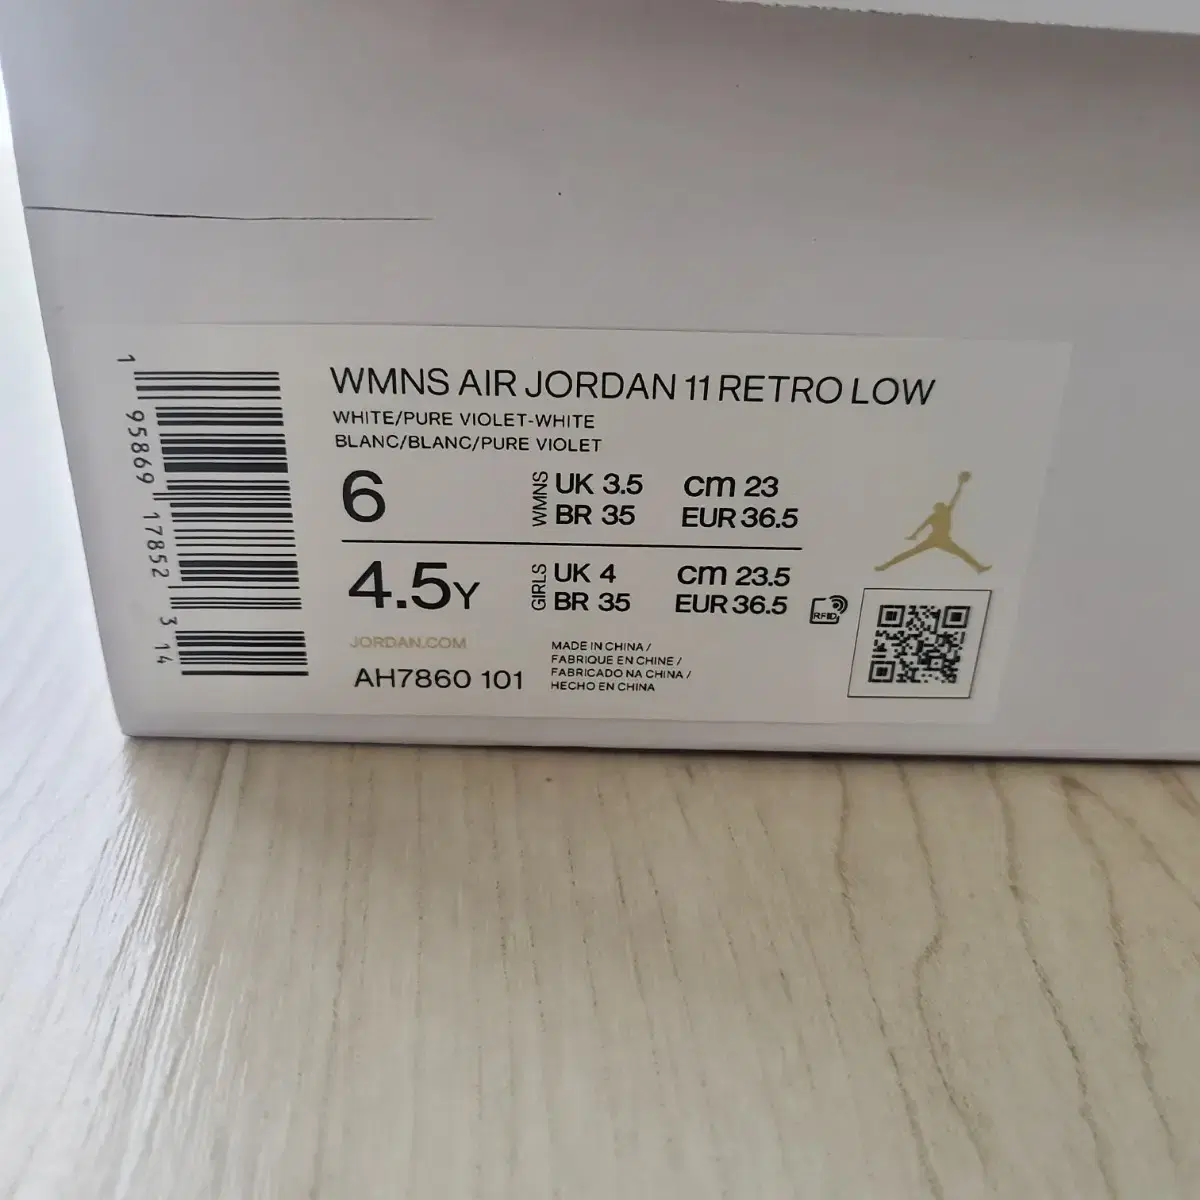 WMNS AIR JORDAN 11 RETRO LOW
WHITE/PURE VIOLET-WHITE
BLANC/BLANC/PURE VIOLET
6 WMNS UK 3.5 cm 23
BR 35 EUR 36.5
4.5Y GIRLS UK 4 cm 23.5
BR 35 EUR 36.5
RFID
JORDAN.COM
AH7860 101
MADE IN CHINA /
FABRIQUE EN CHINE /
FABRICADO NA CHINA /
HECHO EN CHINA
1 95869 17852 3 14